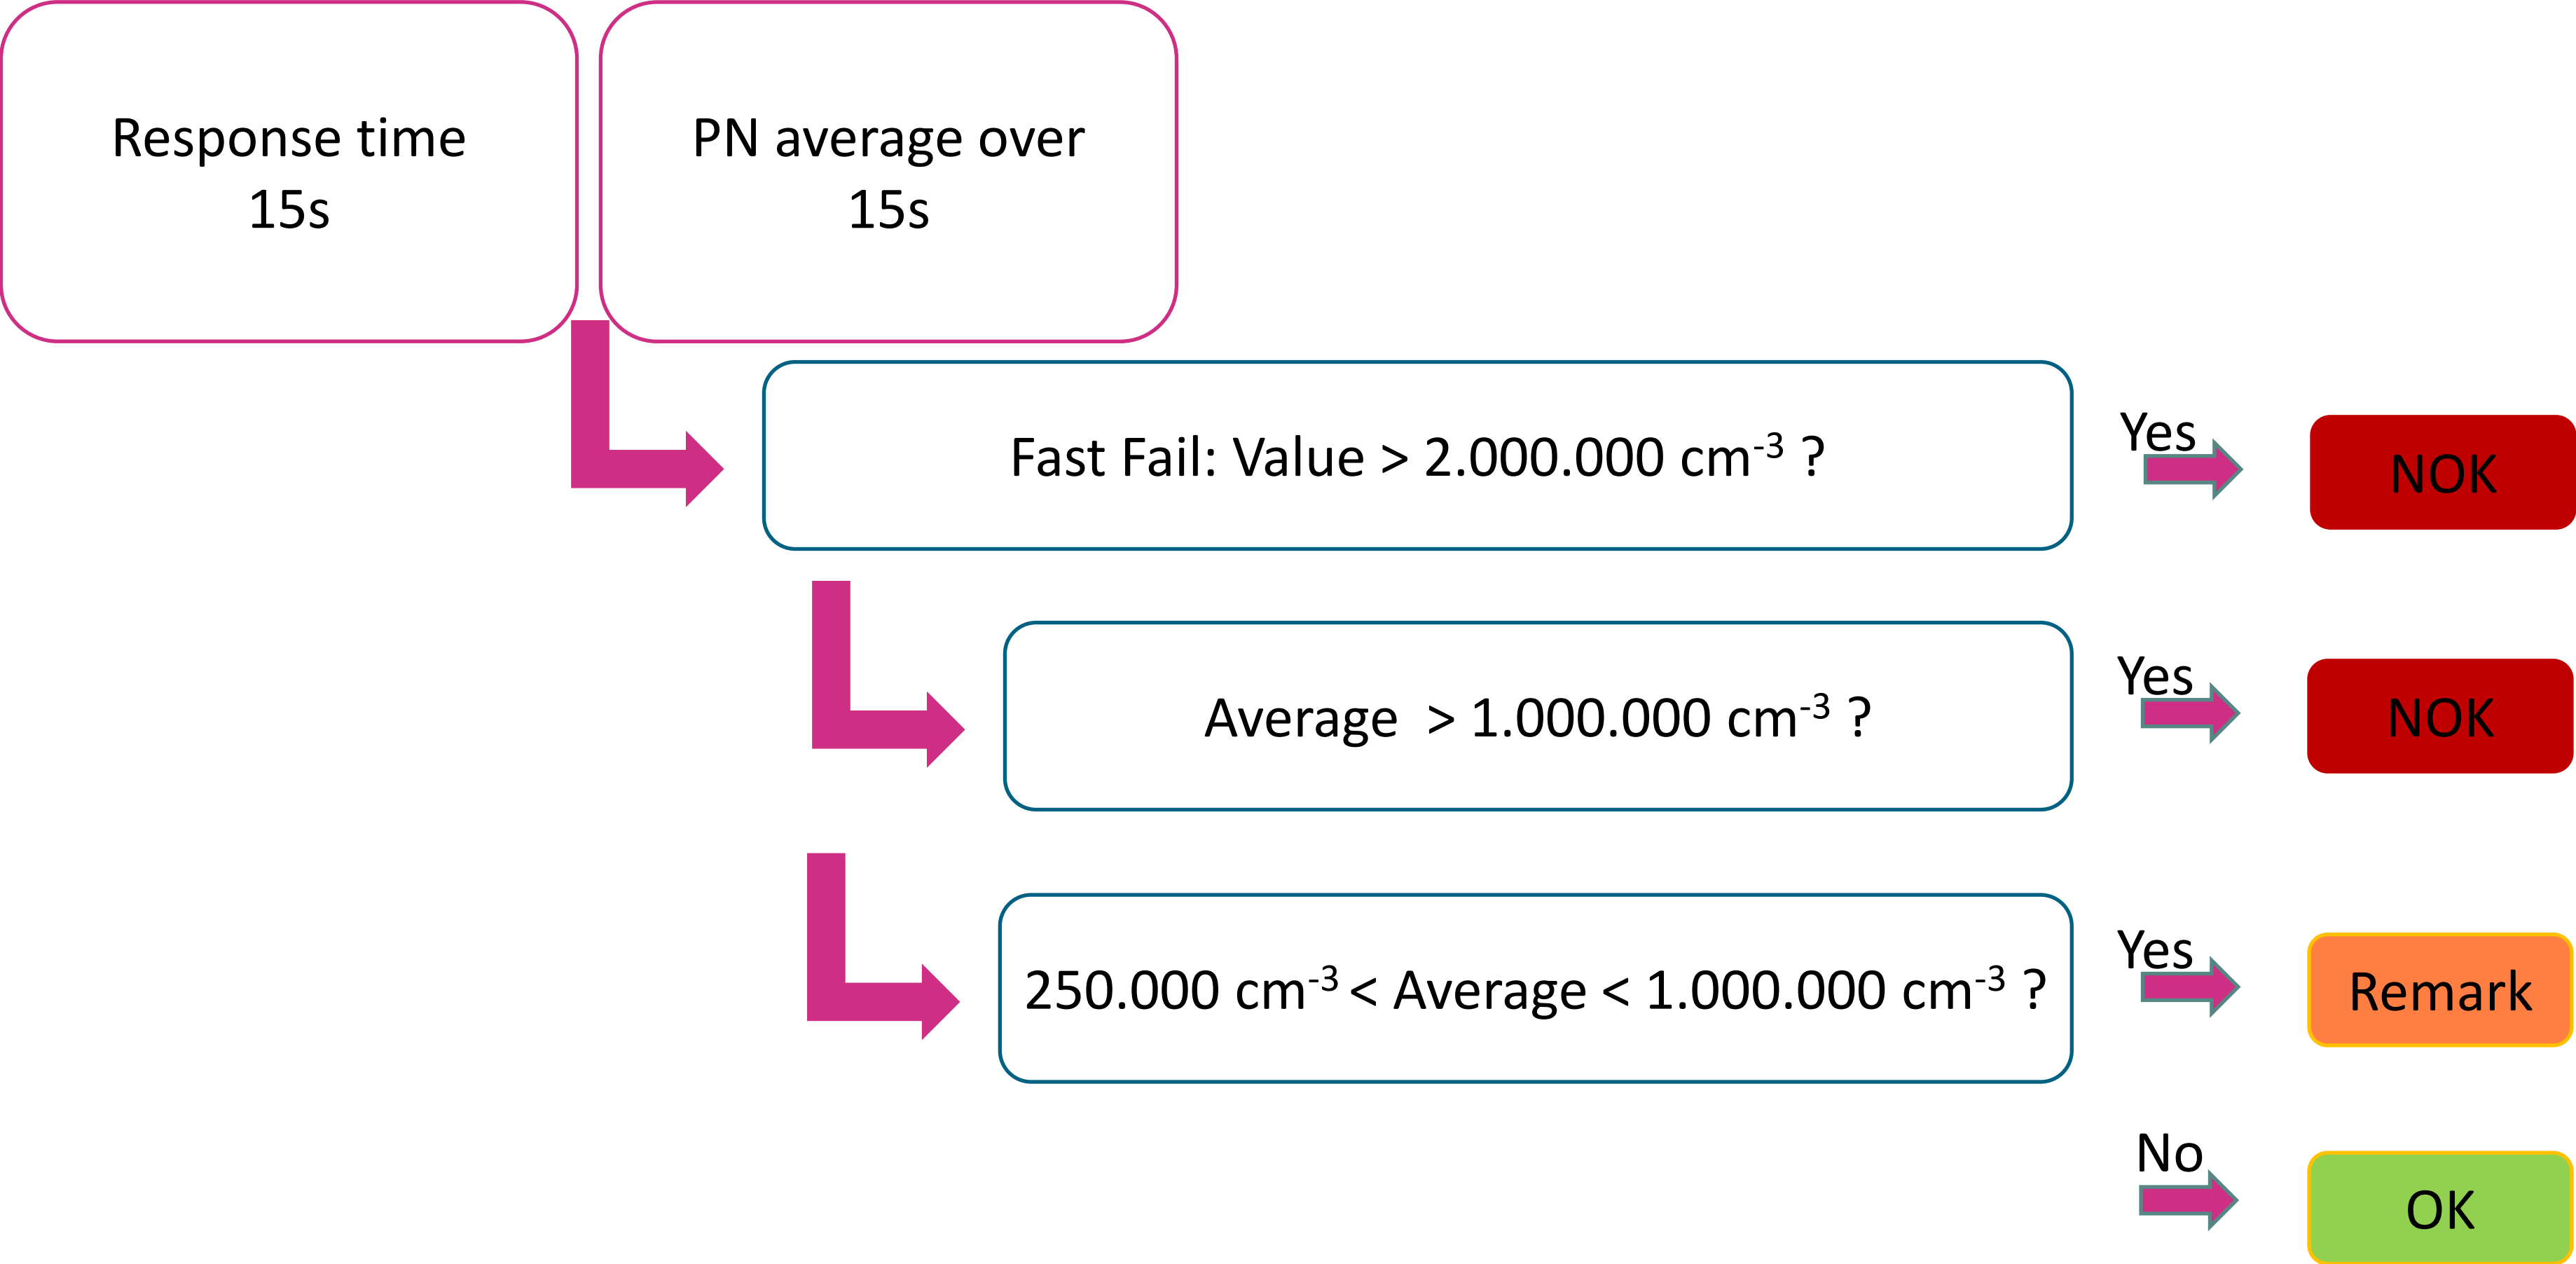 Response time
15s
PN average over
15s
Fast Fail: Value > 2.000.000 cm⁻³ ?
Yes
NOK
Average  > 1.000.000 cm⁻³ ?
Yes
NOK
250.000 cm⁻³ < Average < 1.000.000 cm⁻³ ?
Yes
Remark
No
OK